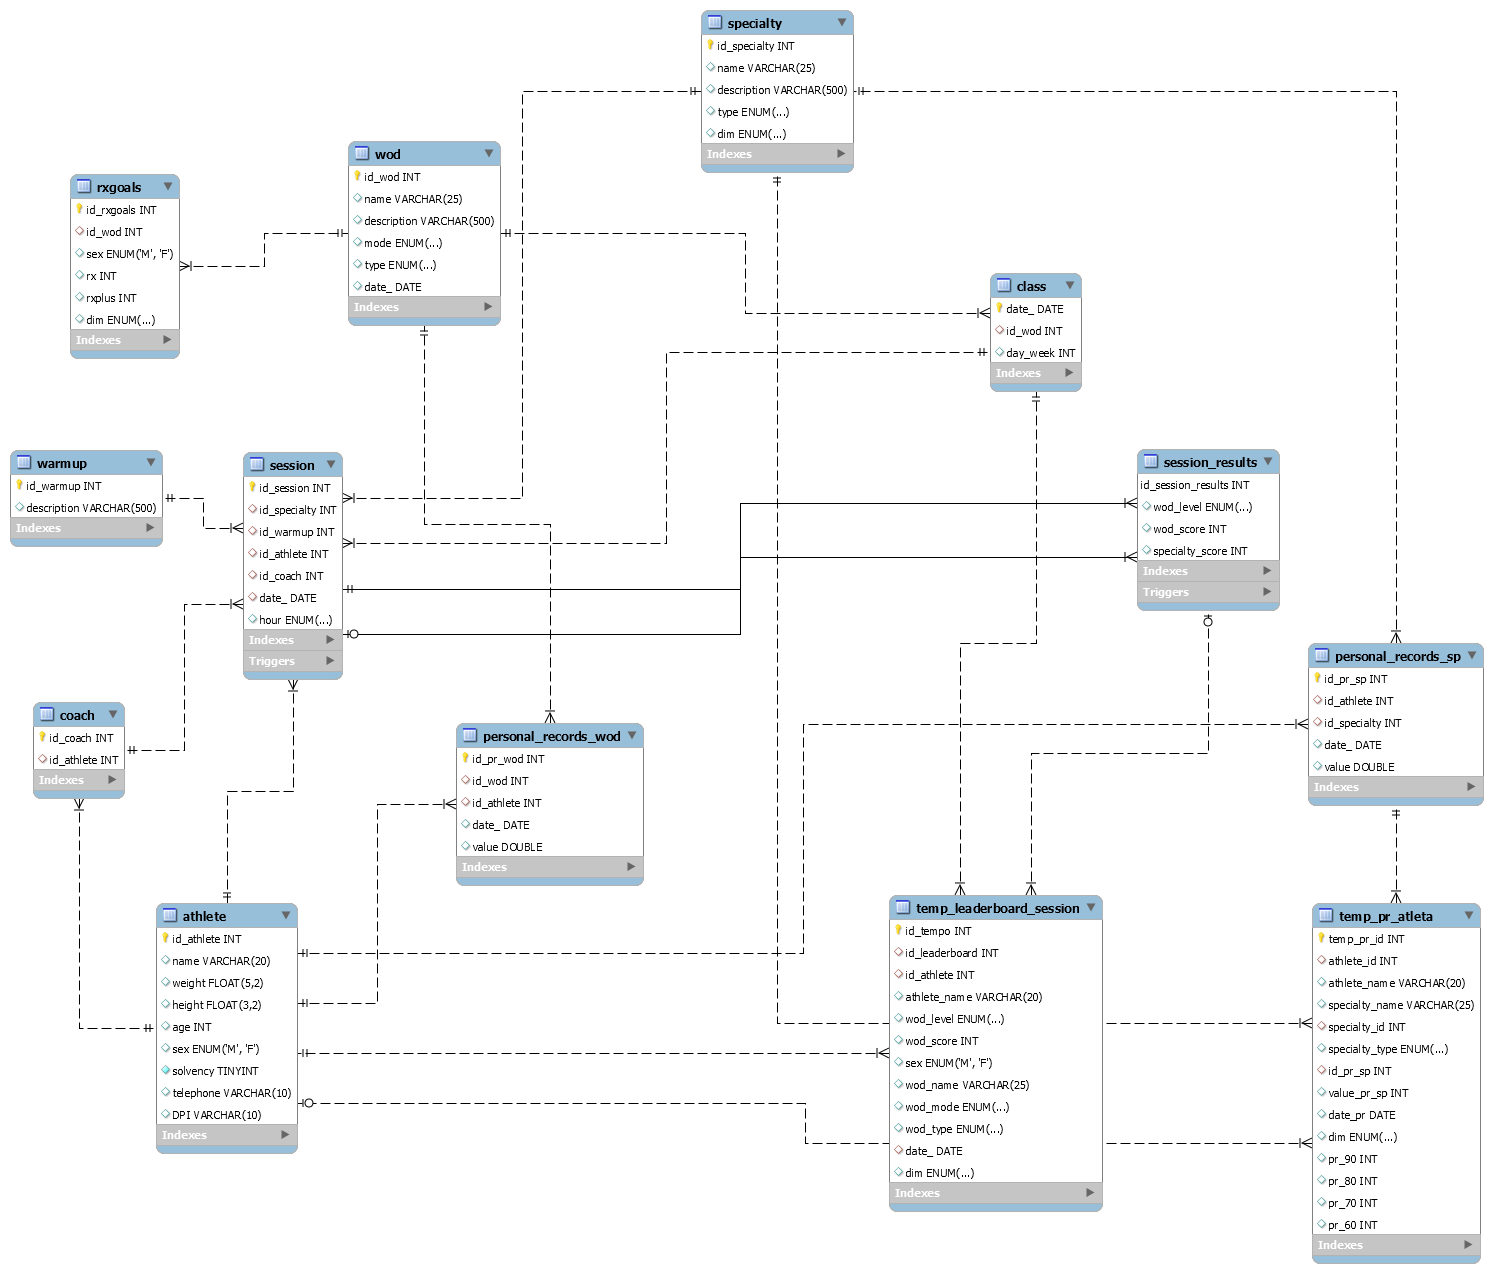 specialty
id_specialty INT
name VARCHAR(25)
description VARCHAR(500)
type ENUM(...)
dim ENUM(...)
Indexes
wod
id_wod INT
name VARCHAR(25)
description VARCHAR(500)
mode ENUM(...)
type ENUM(...)
date_ DATE
Indexes
rxgoals
id_rxgoals INT
id_wod INT
sex ENUM('M', 'F')
rx INT
rxplus INT
dim ENUM(...)
Indexes
class
date_ DATE
id_wod INT
day_week INT
Indexes
warmup
id_warmup INT
description VARCHAR(500)
Indexes
session
id_session INT
id_specialty INT
id_warmup INT
id_athlete INT
id_coach INT
date_ DATE
hour ENUM(...)
Indexes
Triggers
session_results
id_session_results INT
wod_level ENUM(...)
wod_score INT
specialty_score INT
Indexes
Triggers
personal_records_sp
id_pr_sp INT
id_athlete INT
id_specialty INT
date_ DATE
value DOUBLE
Indexes
coach
id_coach INT
id_athlete INT
Indexes
personal_records_wod
id_pr_wod INT
id_wod INT
id_athlete INT
date_ DATE
value DOUBLE
Indexes
athlete
id_athlete INT
name VARCHAR(20)
weight FLOAT(5,2)
height FLOAT(3,2)
age INT
sex ENUM('M', 'F')
solvency TINYINT
telephone VARCHAR(10)
DPI VARCHAR(10)
Indexes
temp_leaderboard_session
id_tempo INT
id_leaderboard INT
id_athlete INT
athlete_name VARCHAR(20)
wod_level ENUM(...)
wod_score INT
sex ENUM('M', 'F')
wod_name VARCHAR(25)
wod_mode ENUM(...)
wod_type ENUM(...)
date_ DATE
dim ENUM(...)
Indexes
temp_pr_atleta
temp_pr_id INT
athlete_id INT
athlete_name VARCHAR(20)
specialty_name VARCHAR(25)
specialty_id INT
specialty_type ENUM(...)
id_pr_sp INT
value_pr_sp INT
date_pr DATE
dim ENUM(...)
pr_90 INT
pr_80 INT
pr_70 INT
pr_60 INT
Indexes